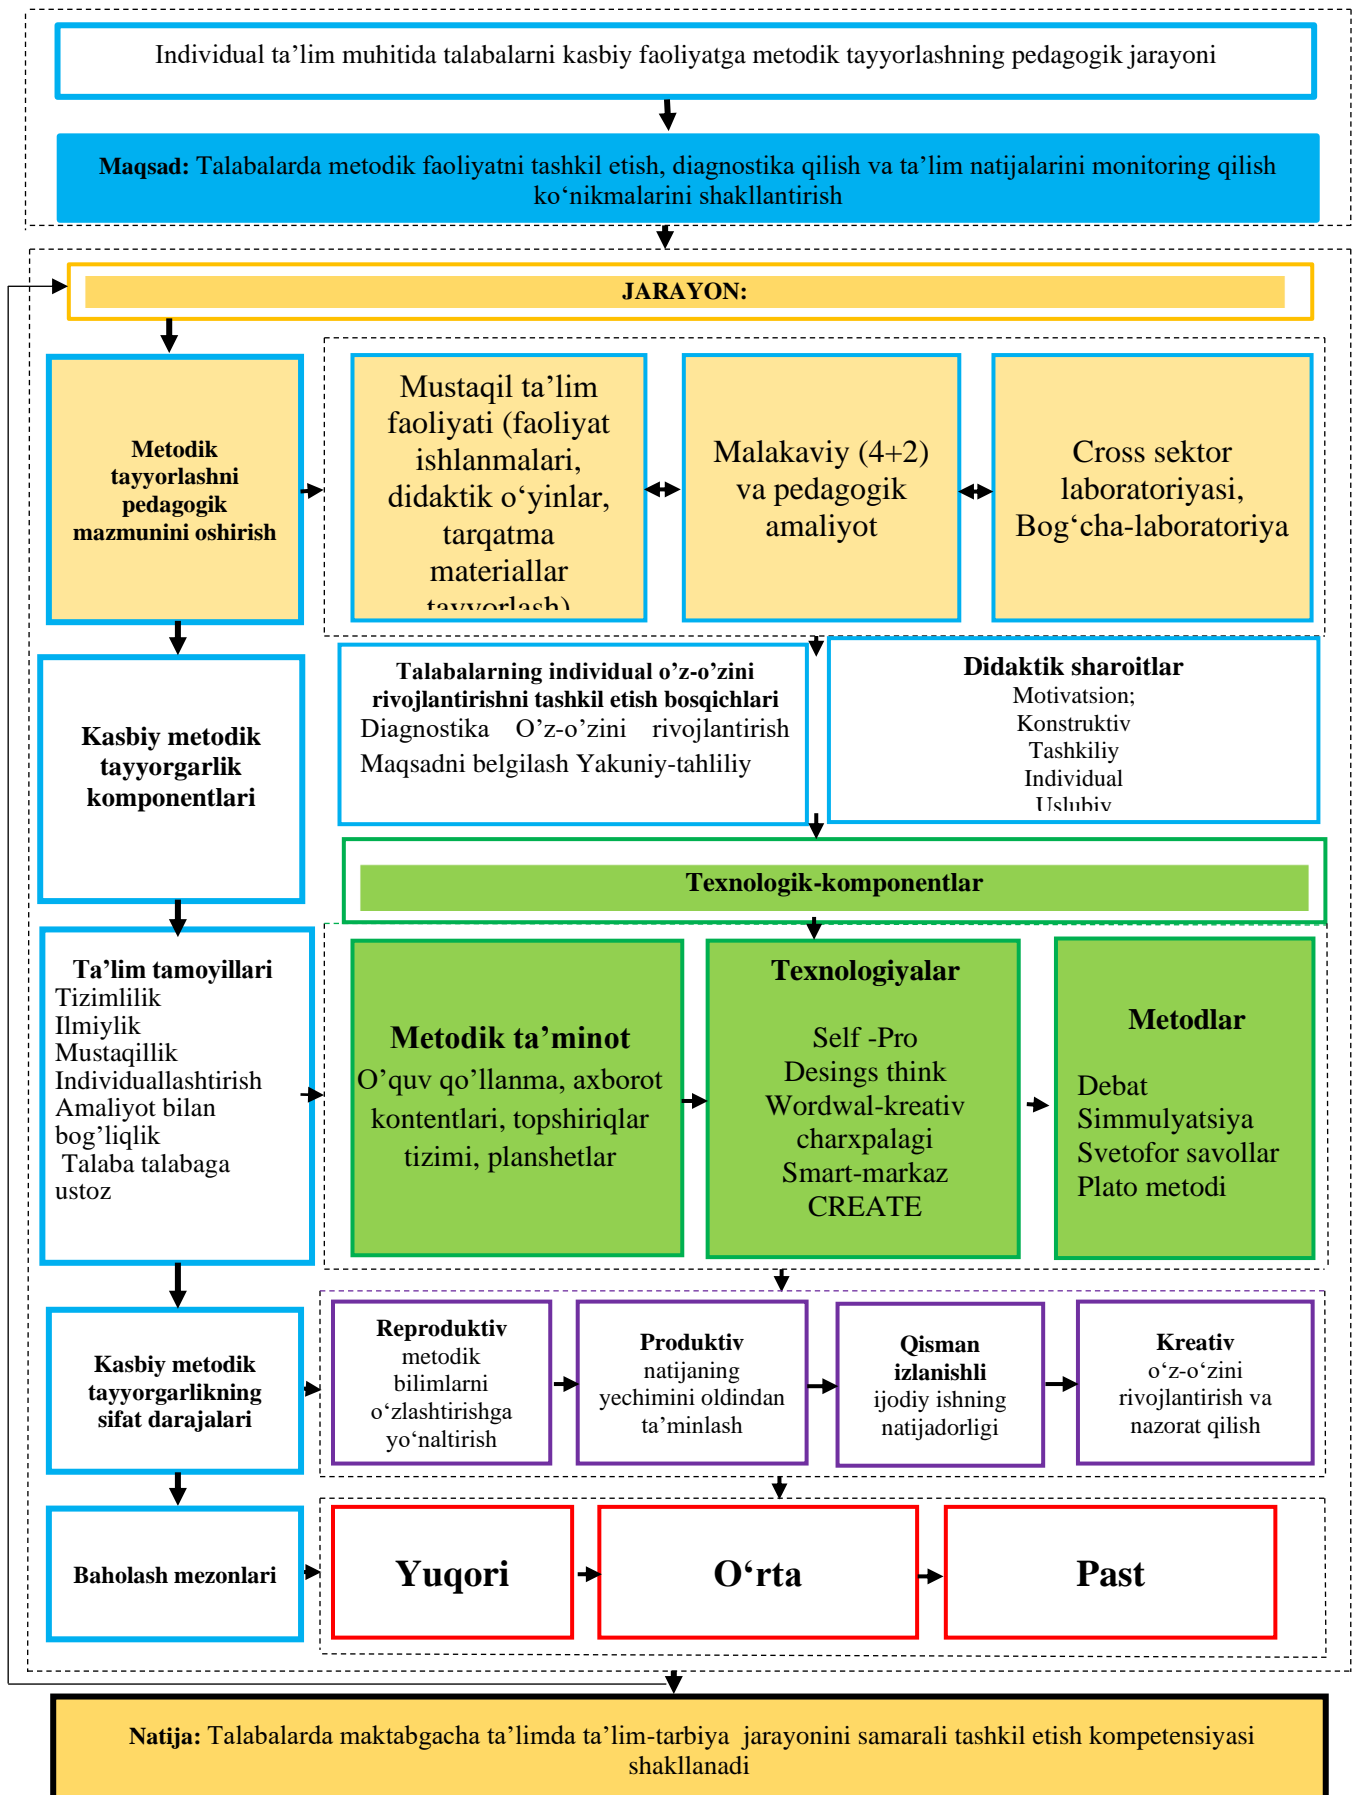 Individual ta’lim muhitida talabalarni kasbiy faoliyatga metodik tayyorlashning pedagogik jarayoni
Maqsad: Talabalarda metodik faoliyatni tashkil etish, diagnostika qilish va ta’lim natijalarini monitoring qilish
ko‘nikmalarini shakllantirish
JARAYON:
Metodik
tayyorlashni
pedagogik
mazmunini oshirish
Mustaqil ta’lim
faoliyati (faoliyat
ishlanmalari,
didaktik o‘yinlar,
tarqatma
materiallar
tayyorlash)
Malakaviy (4+2)
va pedagogik
amaliyot
Cross sektor
laboratoriyasi,
Bog‘cha-laboratoriya
Kasbiy metodik
tayyorgarlik
komponentlari
Talabalarning individual o’z-o’zini
rivojlantirishni tashkil etish bosqichlari
Diagnostika O’z-o’zini rivojlantirish
Maqsadni belgilash Yakuniy-tahliliy
Didaktik sharoitlar
Motivatsion;
Konstruktiv
Tashkiliy
Individual
Uslubiy
Texnologik-komponentlar
Ta’lim tamoyillari
Tizimlilik
Ilmiylik
Mustaqillik
Individuallashtirish
Amaliyot bilan
bog’liqlik
Talaba talabaga
ustoz
Metodik ta’minot
O’quv qo’llanma, axborot
kontentlari, topshiriqlar
tizimi, planshetlar
Texnologiyalar
Self -Pro
Desings think
Wordwal-kreativ
charxpalagi
Smart-markaz
CREATE
Metodlar
Debat
Simmulyatsiya
Svetofor savollar
Plato metodi
Kasbiy metodik
tayyorgarlikning
sifat darajalari
Reproduktiv
metodik
bilimlarni
o‘zlashtirishga
yo‘naltirish
Produktiv
natijaning
yechimini oldindan
ta’minlash
Qisman
izlanishli
ijodiy ishning
natijadorligi
Kreativ
o‘z-o‘zini
rivojlantirish va
nazorat qilish
Baholash mezonlari
Yuqori
O‘rta
Past
Natija: Talabalarda maktabgacha ta’limda ta’lim-tarbiya jarayonini samarali tashkil etish kompetensiyasi
shakllanadi